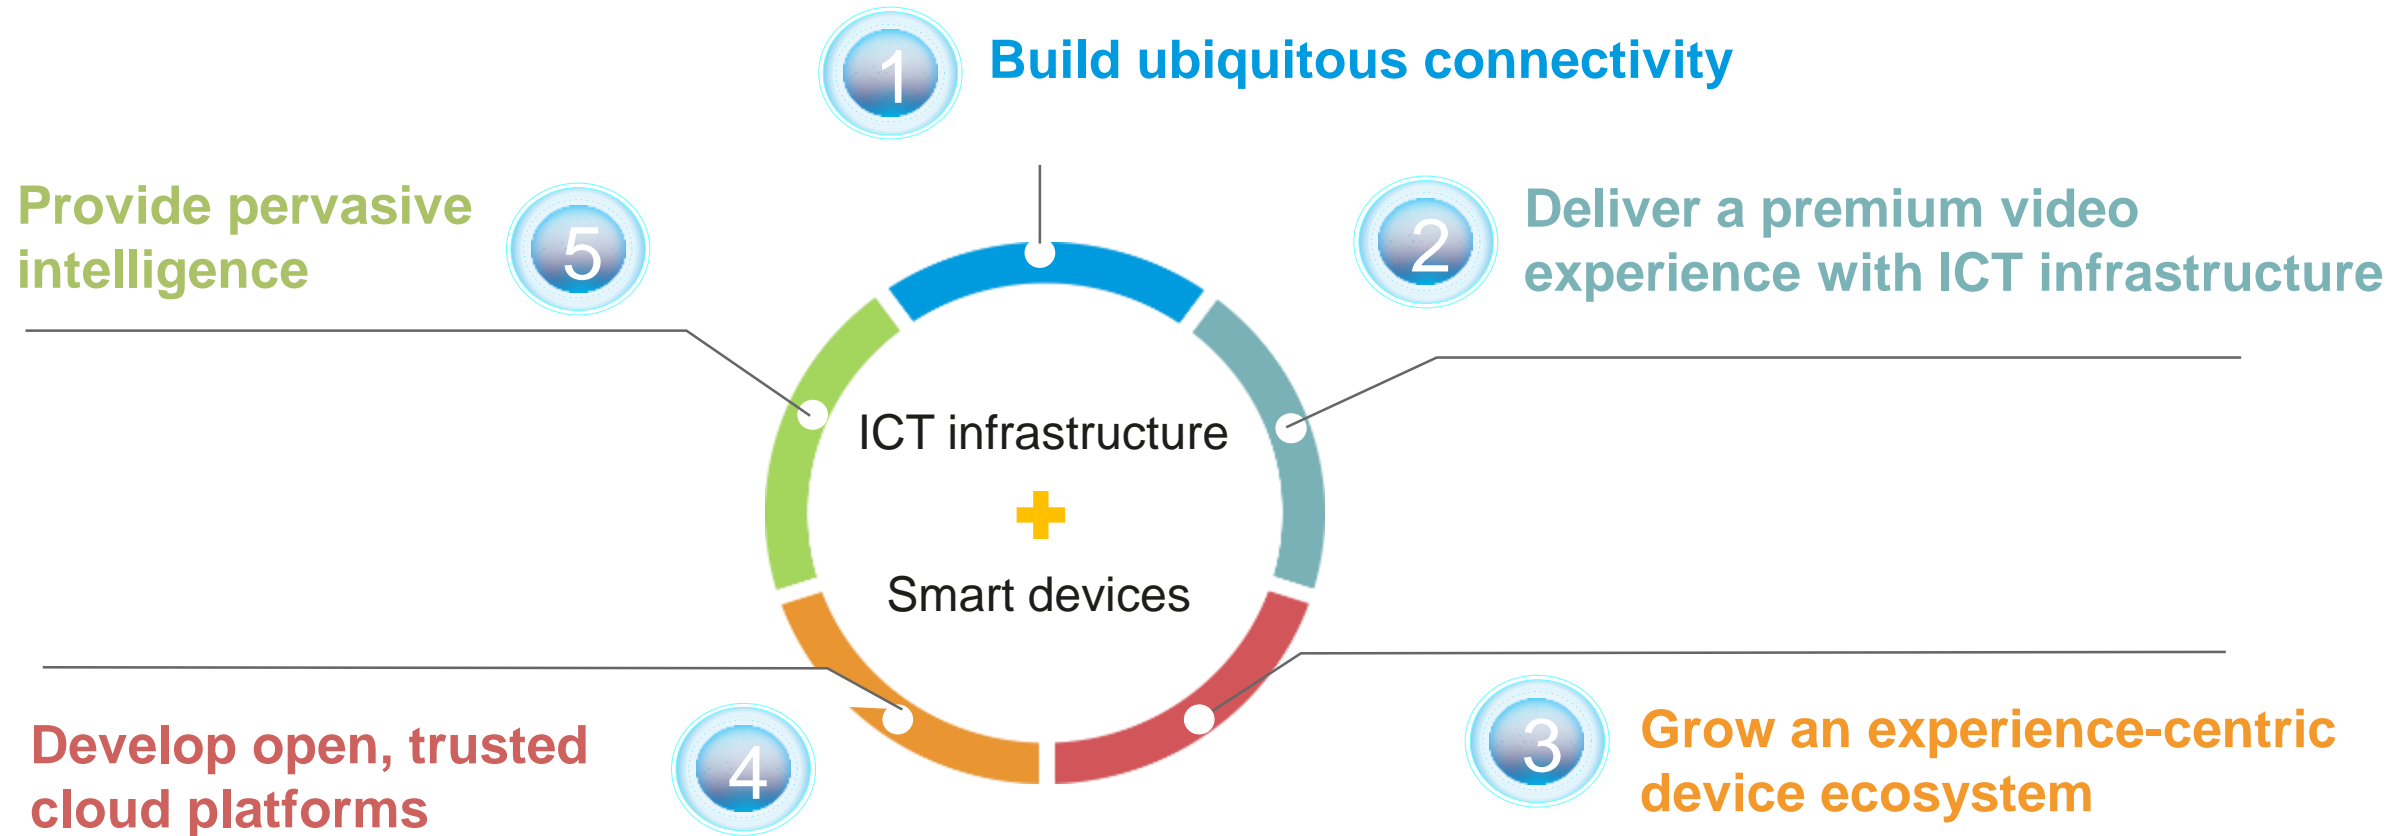 1
Build ubiquitous connectivity
2
Deliver a premium video
experience with ICT infrastructure
3
Grow an experience-centric
device ecosystem
4
Develop open, trusted
cloud platforms
5
Provide pervasive
intelligence
ICT infrastructure
+
Smart devices